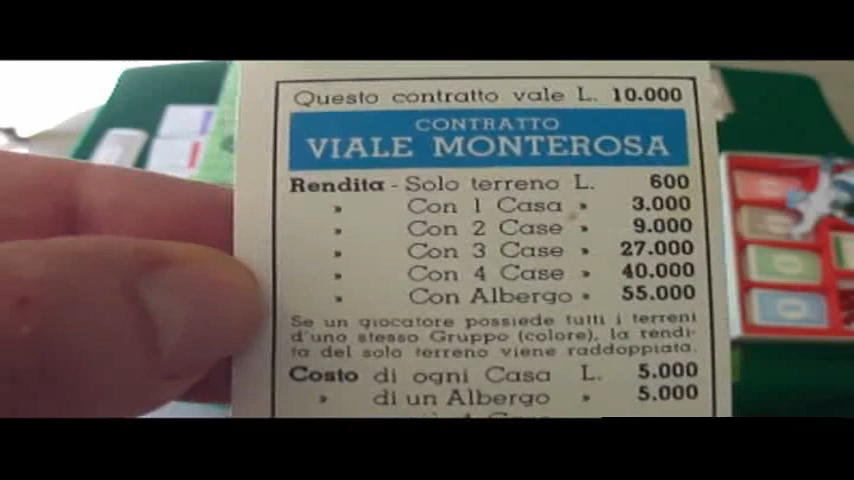 Questo contratto vale L. 10.000
CONTRATTO
VIALE MONTEROSA
Rendita - Solo terreno L. 600
» Con 1 Casa » 3.000
» Con 2 Case » 9.000
» Con 3 Case » 27.000
» Con 4 Case » 40.000
» Con Albergo » 55.000
Se un giocatore possiede tutti i terreni
d'uno stesso Gruppo (colore), la rendi-
ta del solo terreno viene raddoppiata.
Costo di ogni Casa L. 5.000
» di un Albergo » 5.000